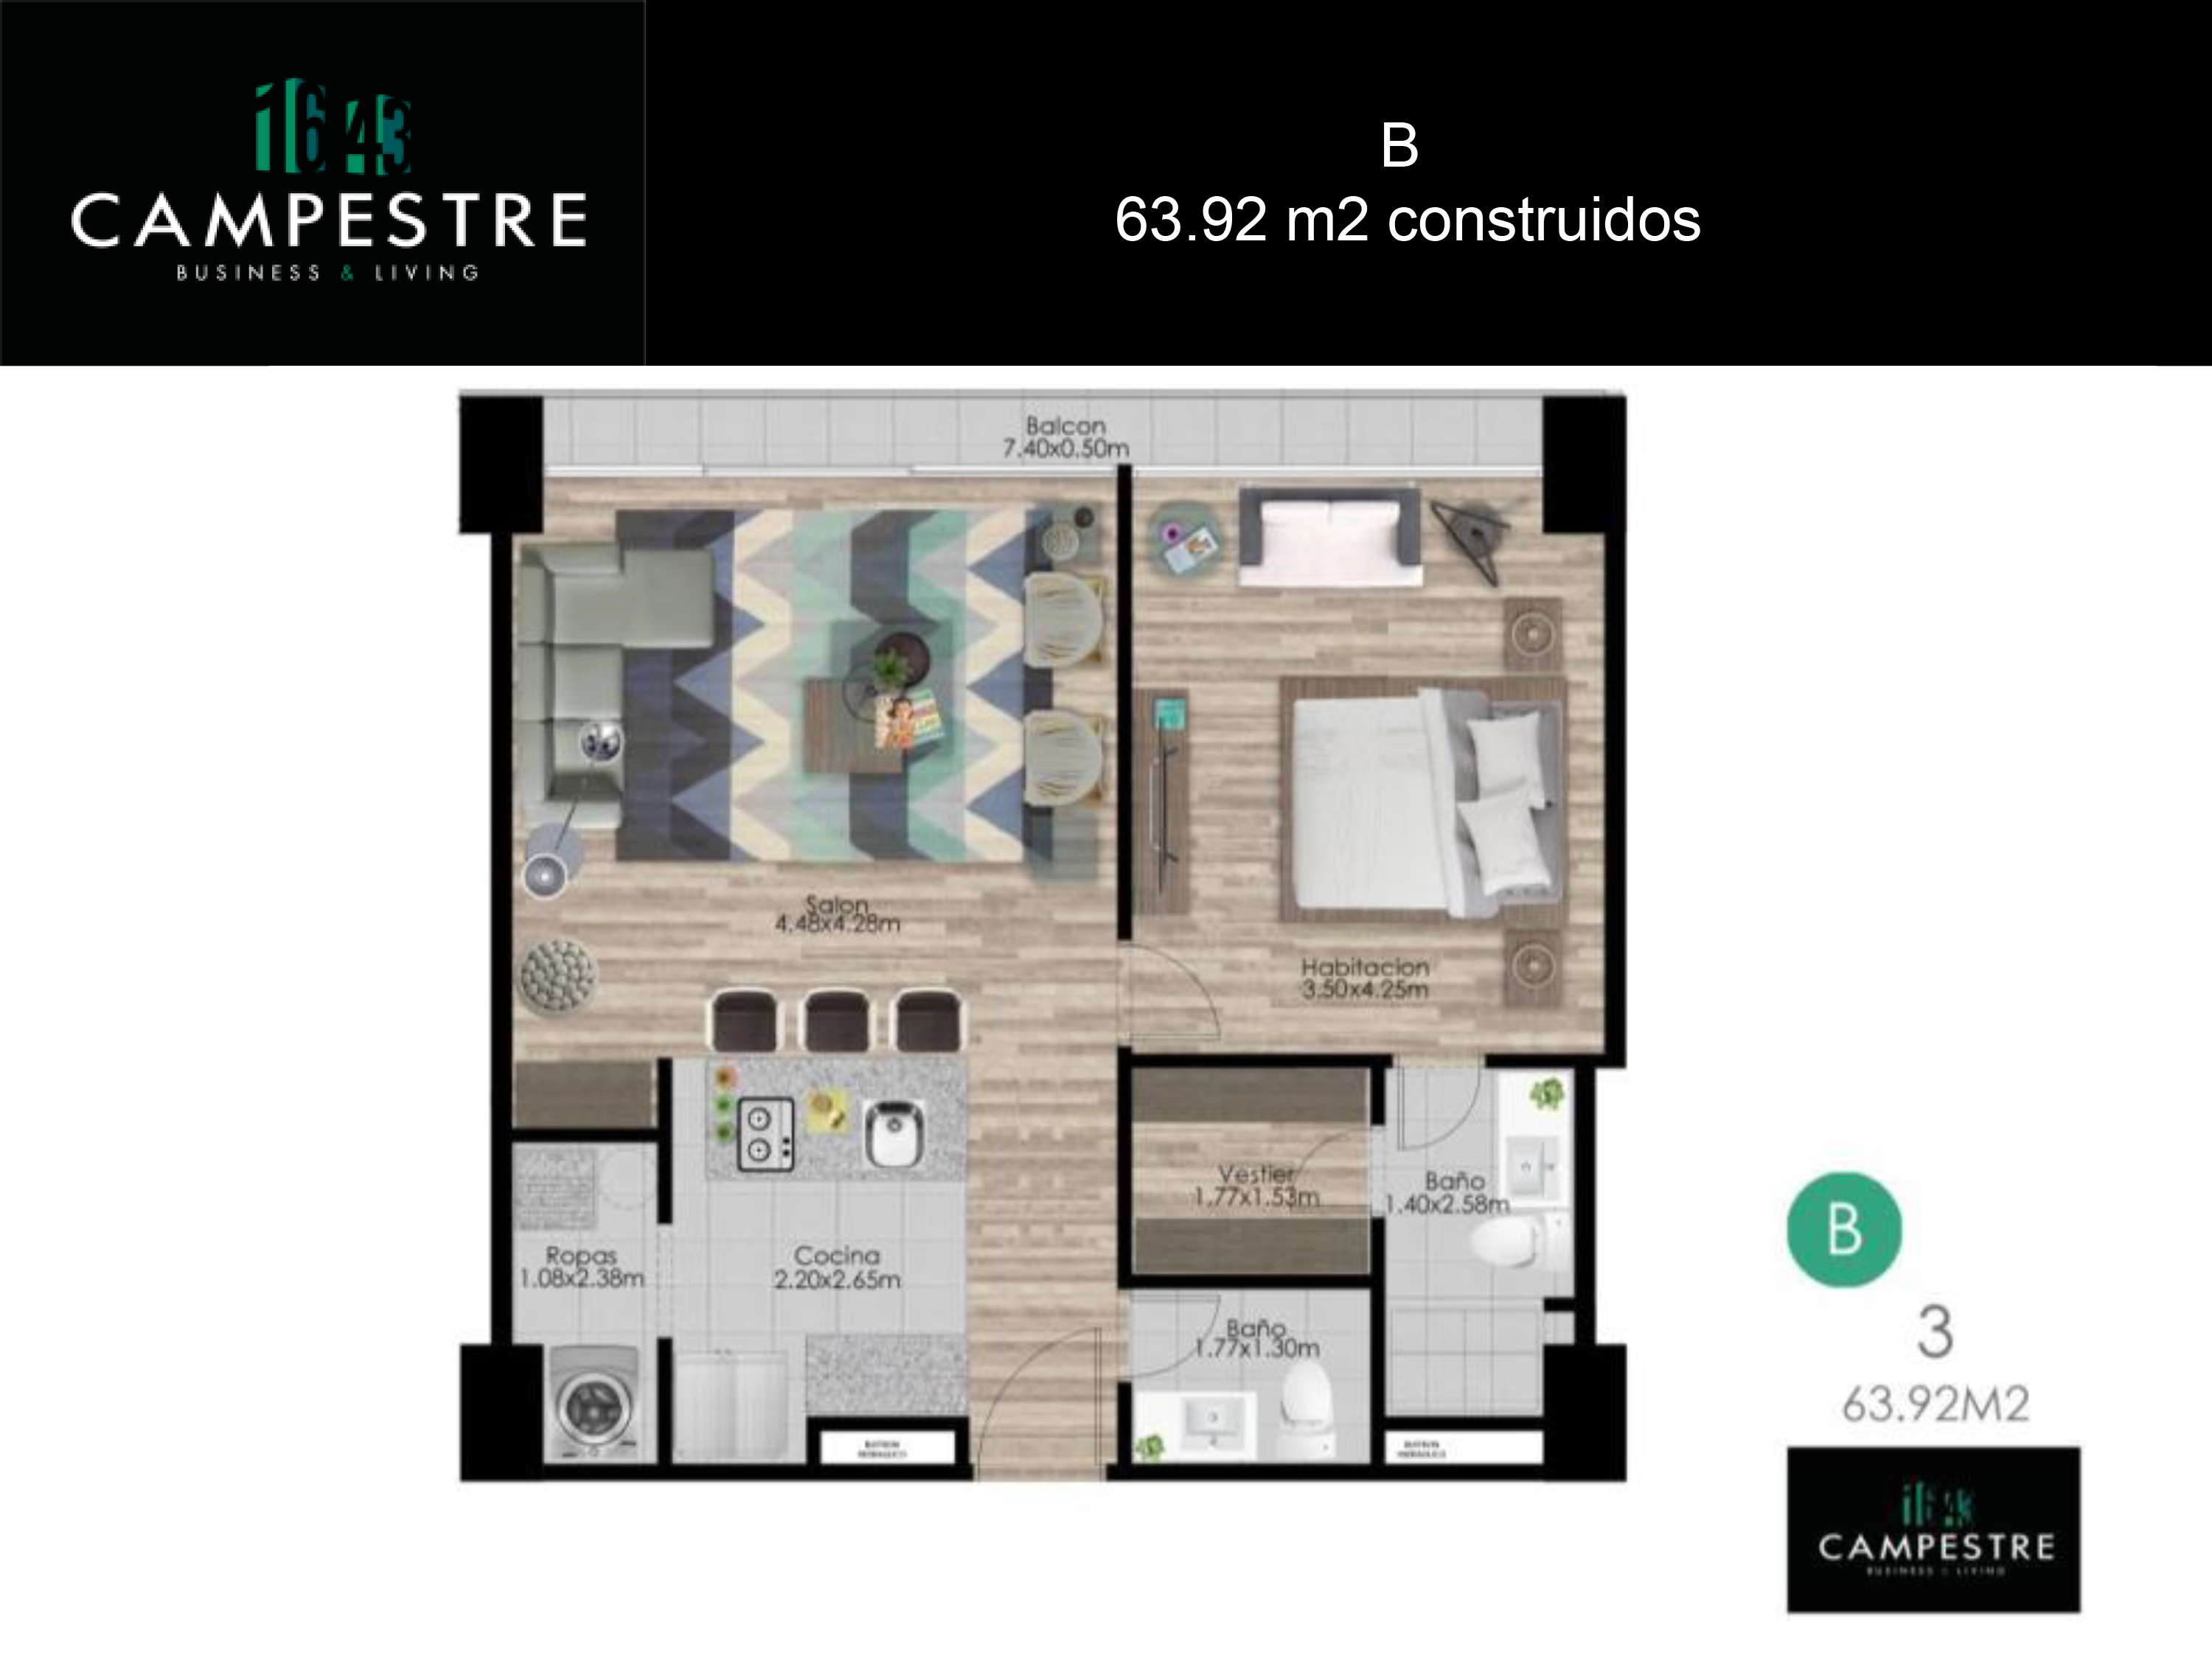 1643
CAMPESTRE
BUSINESS & LIVING
B
63.92 m2 construidos
Balcon
7.40x0.50m
Salon
4.48x4.28m
Habitacion
3.50x4.25m
Vestier
1.77x1.53m
Baño
1.40x2.58m
Ropas
1.08x2.38m
Cocina
2.20x2.65m
Baño
1.77x1.30m
B
3
63.92M2
1643
CAMPESTRE
BUSINESS & LIVING